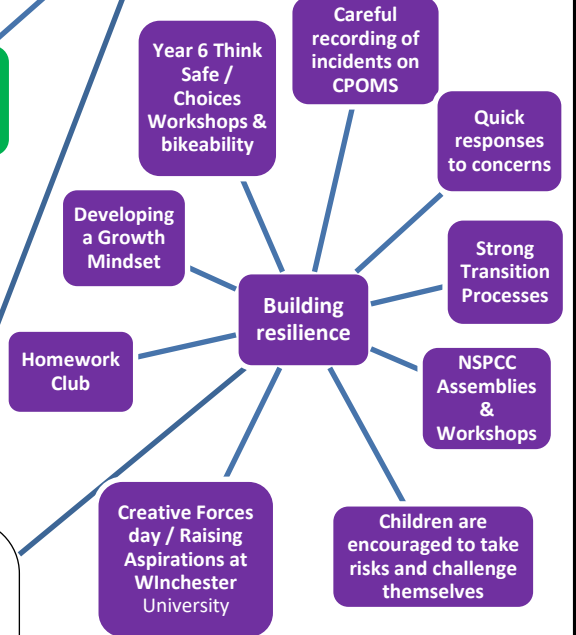 Careful
recording of
incidents on
CPOMS
Year 6 Think
Safe /
Choices
Workshops &
bikeability
Quick
responses
to concerns
Developing
a Growth
Mindset
Strong
Transition
Processes
Building
resilience
Homework
Club
NSPCC
Assemblies
&
Workshops
Creative Forces
day / Raising
Aspirations at
WInchester
University
Children are
encouraged to take
risks and challenge
themselves